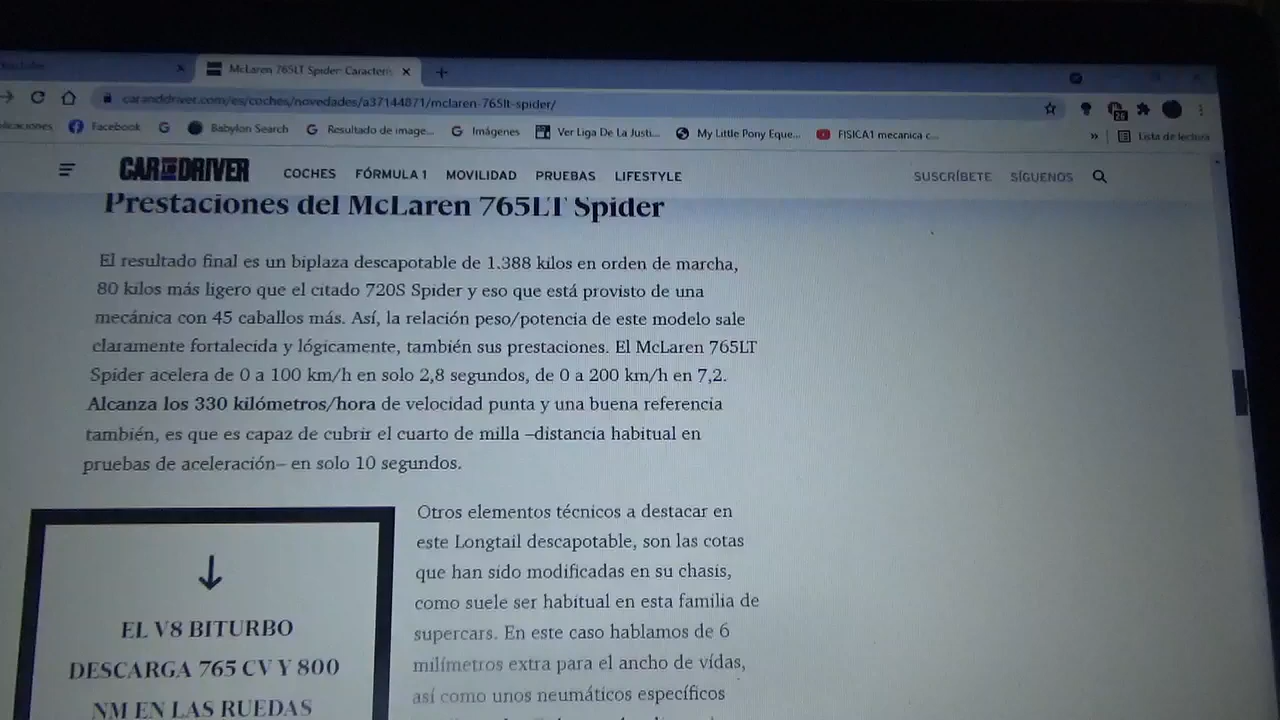 McLaren 765LT Spider: Caracterís
caranddriver.com/es/coches/novedades/a37144871/mclaren-765lt-spider/
Facebook
Babylon Search
Resultado de image...
Imágenes
Ver Liga De La Justi...
My Little Pony Eque...
FISICA1 mecanica c...
»
Lista de lectura
26
CAR AND DRIVER
COCHES
FÓRMULA 1
MOVILIDAD
PRUEBAS
LIFESTYLE
SUSCRÍBETE
SÍGUENOS
Prestaciones del McLaren 765LT Spider
El resultado final es un biplaza descapotable de 1.388 kilos en orden de marcha,
80 kilos más ligero que el citado 720S Spider y eso que está provisto de una
mecánica con 45 caballos más. Así, la relación peso/potencia de este modelo sale
claramente fortalecida y lógicamente, también sus prestaciones. El McLaren 765LT
Spider acelera de 0 a 100 km/h en solo 2,8 segundos, de 0 a 200 km/h en 7,2.
Alcanza los 330 kilómetros/hora de velocidad punta y una buena referencia
también, es que es capaz de cubrir el cuarto de milla –distancia habitual en
pruebas de aceleración– en solo 10 segundos.
EL V8 BITURBO
DESCARGA 765 CV Y 800
NM EN LAS RUEDAS
Otros elementos técnicos a destacar en
este Longtail descapotable, son las cotas
que han sido modificadas en su chasis,
como suele ser habitual en esta familia de
supercars. En este caso hablamos de 6
milímetros extra para el ancho de vídas,
así como unos neumáticos específicos